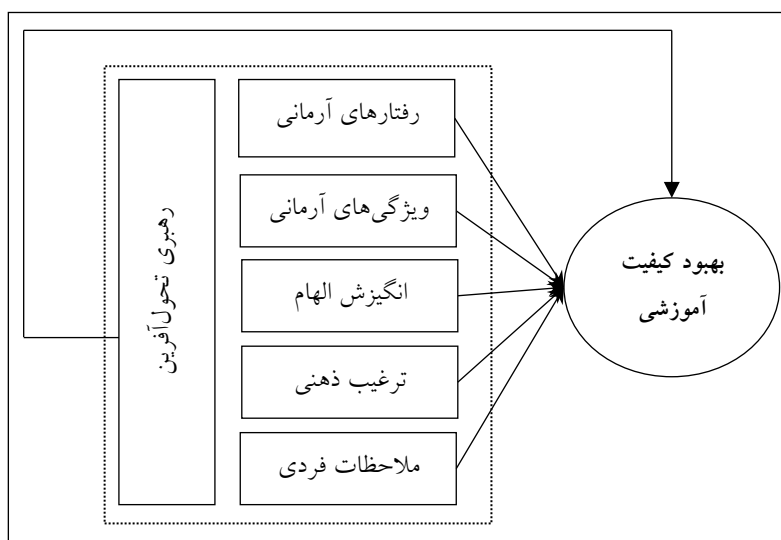 رفتارهای آرمانی
ویژگی‌های آرمانی
انگیزش الهام
ترغیب ذهنی
ملاحظات فردی
رهبری تحول‌آفرین
بهبود کیفیت
آموزشی